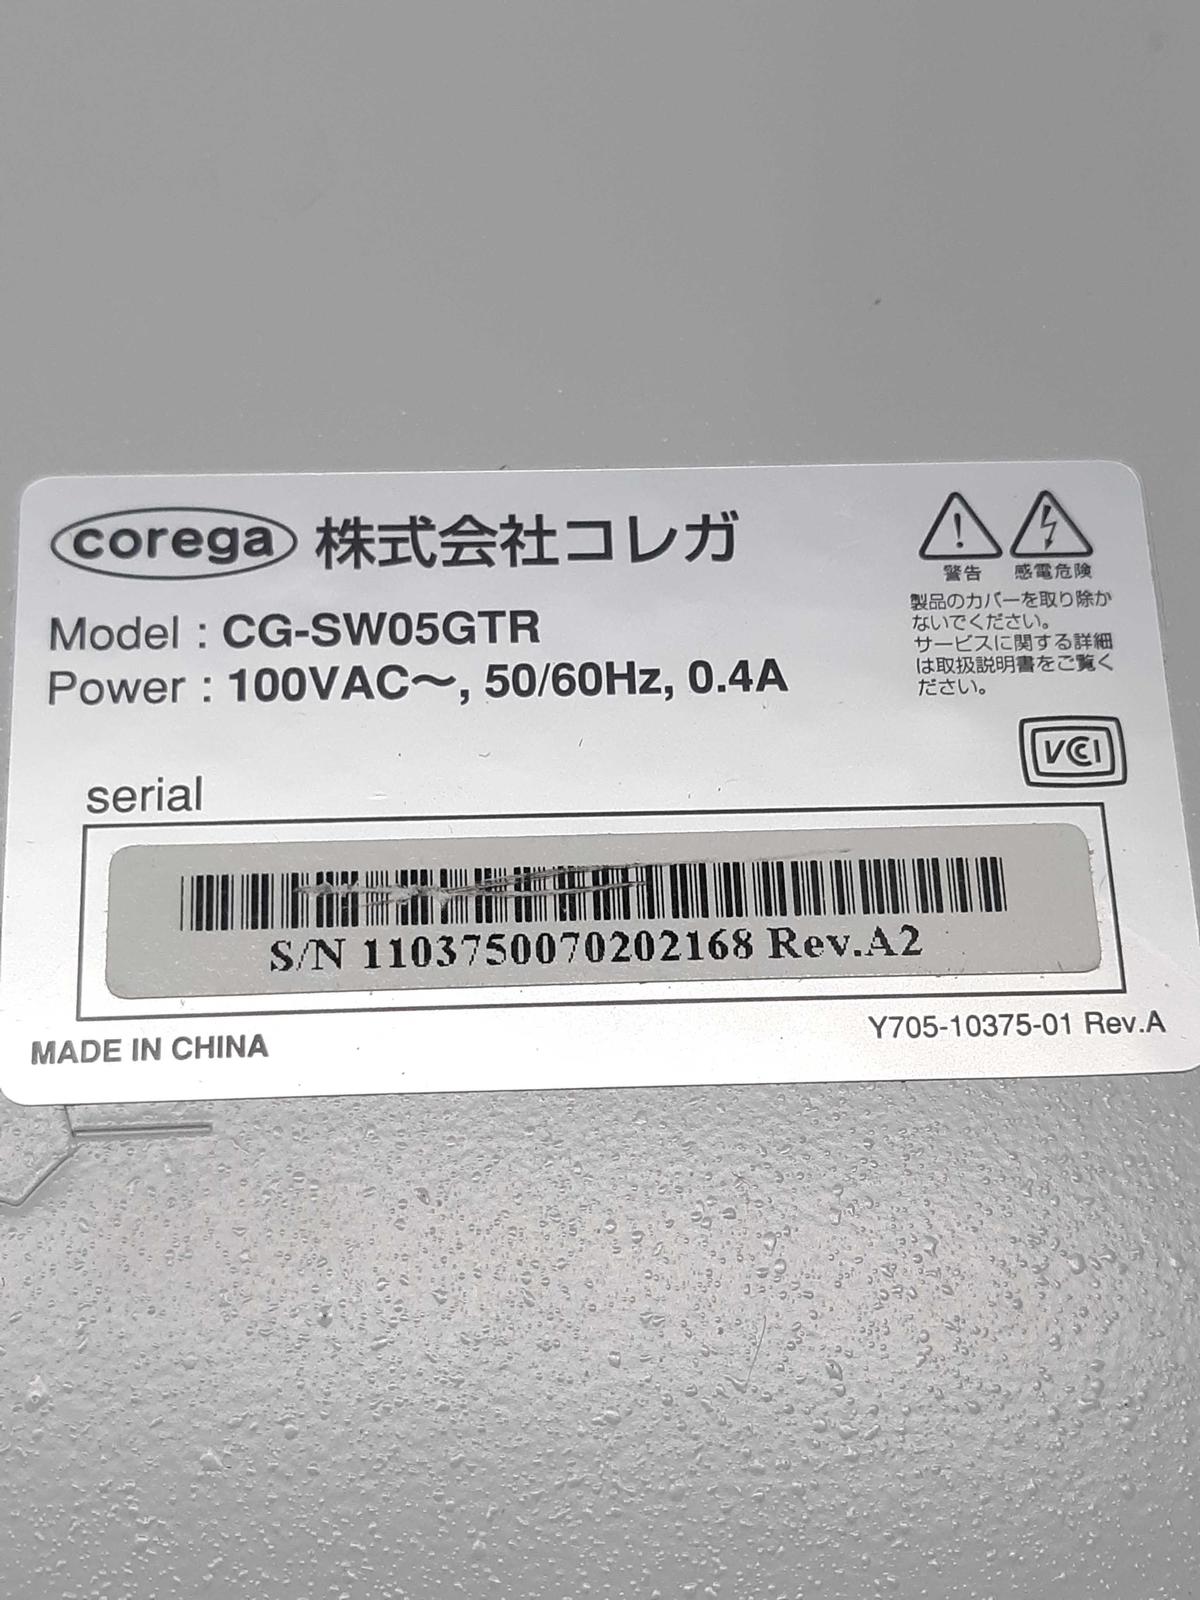 corega 株式会社コレガ
Model : CG-SW05GTR
Power : 100VAC〜, 50/60Hz, 0.4A
警告 感電危険
製品のカバーを取り除か
ないでください。
サービスに関する詳細
は取扱説明書をご覧く
ださい。
VCI
serial
S/N 1103750070202168 Rev.A2
MADE IN CHINA
Y705-10375-01 Rev.A